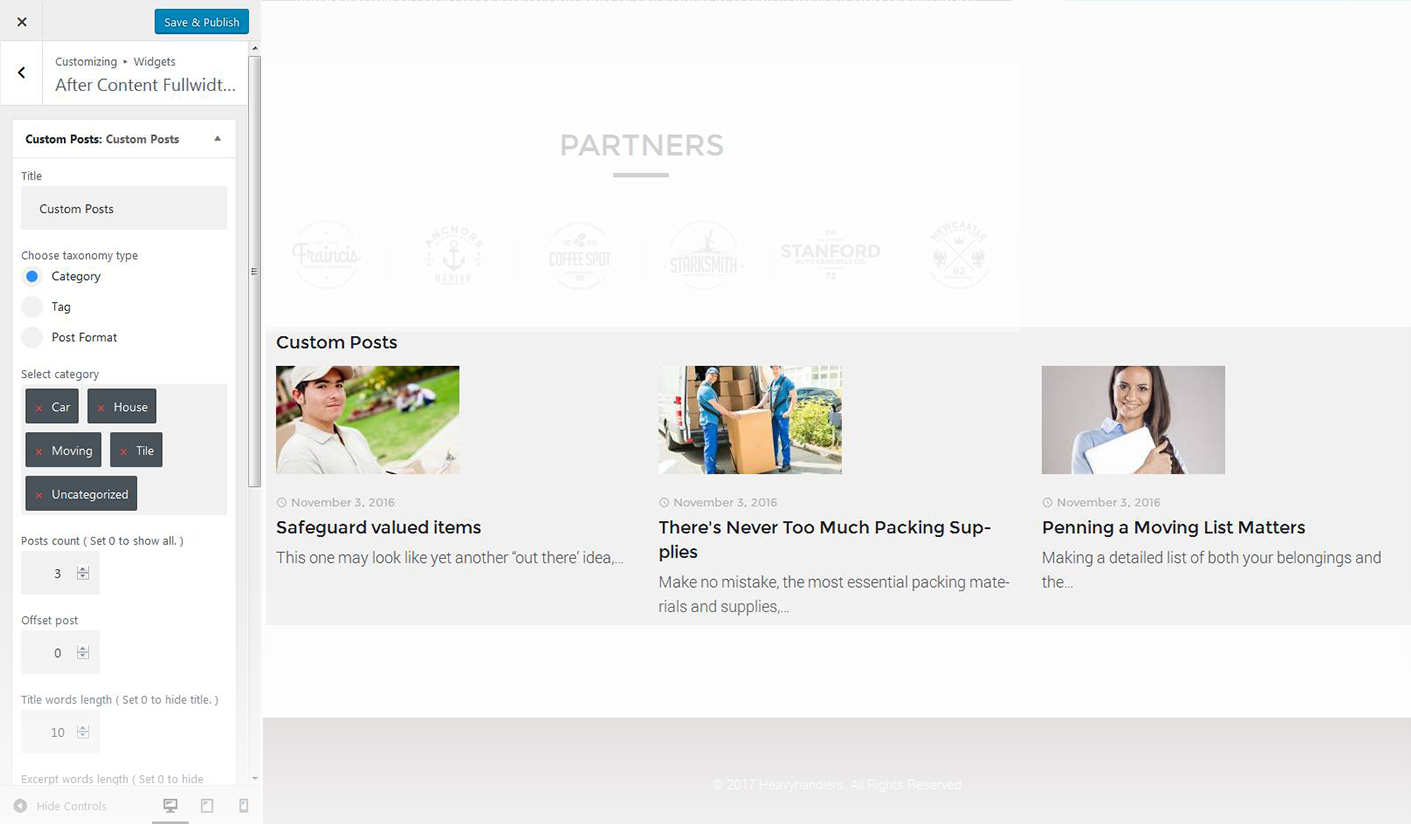 Save & Publish
Customizing ▸ Widgets
After Content Fullwidt...
Custom Posts: Custom Posts
Title
Custom Posts
Choose taxonomy type
Category
Tag
Post Format
Select category
× Car × House
× Moving × Tile
× Uncategorized
Posts count ( Set 0 to show all. )
3
Offset post
0
Title words length ( Set 0 to hide title. )
10
Excerpt words length ( Set 0 to hide
Hide Controls
PARTNERS
Francis
ANCHORS
MARINA
CO
COFFEE SPOT
STARKSMITH
STANFORD
AUTO GENERALS CO.
72
NEWCASTLE
82
Custom Posts
November 3, 2016
Safeguard valued items
This one may look like yet another “out there’ idea,...
November 3, 2016
There's Never Too Much Packing Sup-
plies
Make no mistake, the most essential packing mate-
rials and supplies,...
November 3, 2016
Penning a Moving List Matters
Making a detailed list of both your belongings and
the...
© 2017 Heavyhandlers. All Rights Reserved.